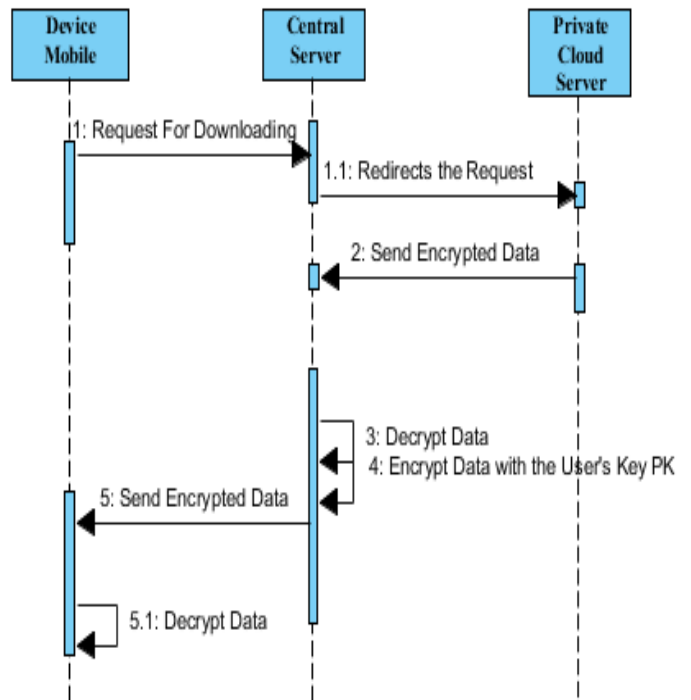 Device
Mobile
Central
Server
Private
Cloud
Server
1: Request For Downloading
1.1: Redirects the Request
2: Send Encrypted Data
3: Decrypt Data
4: Encrypt Data with the User's Key PK
5: Send Encrypted Data
5.1: Decrypt Data